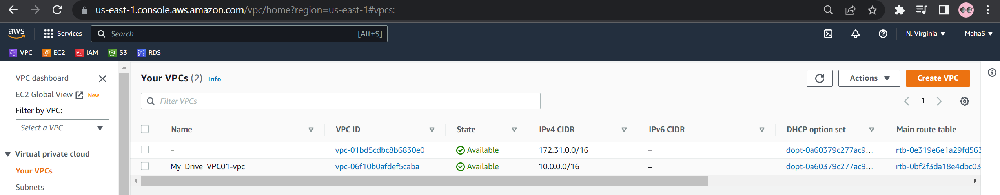 us-east-1.console.aws.amazon.com/vpc/home?region=us-east-1#vpcs:
aws Services Search [Alt+S] N. Virginia MahaS
VPC EC2 IAM S3 RDS
VPC dashboard
EC2 Global View New
Filter by VPC:
Select a VPC
Virtual private cloud
Your VPCs
Subnets
Your VPCs (2) Info Actions Create VPC
Filter VPCs 1
Name VPC ID State IPv4 CIDR IPv6 CIDR DHCP option set Main route table
– vpc-01bd5cdbc8b6830e0 Available 172.31.0.0/16 – dopt-0a60379c277ac9... rtb-0e319e6e1a29fd563
My_Drive_VPC01-vpc vpc-06f10b0afdef5caba Available 10.0.0.0/16 – dopt-0a60379c277ac9... rtb-0bf2f3da18e4dbc03